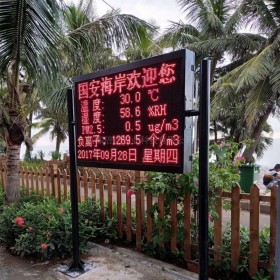 国安海岸欢迎您
温度: 30.0 ℃
湿度: 58.6 %RH
PM2.5: 0.5 ug/m3
负离子: 1269.5 个/m3
2017年09月28日 星期四